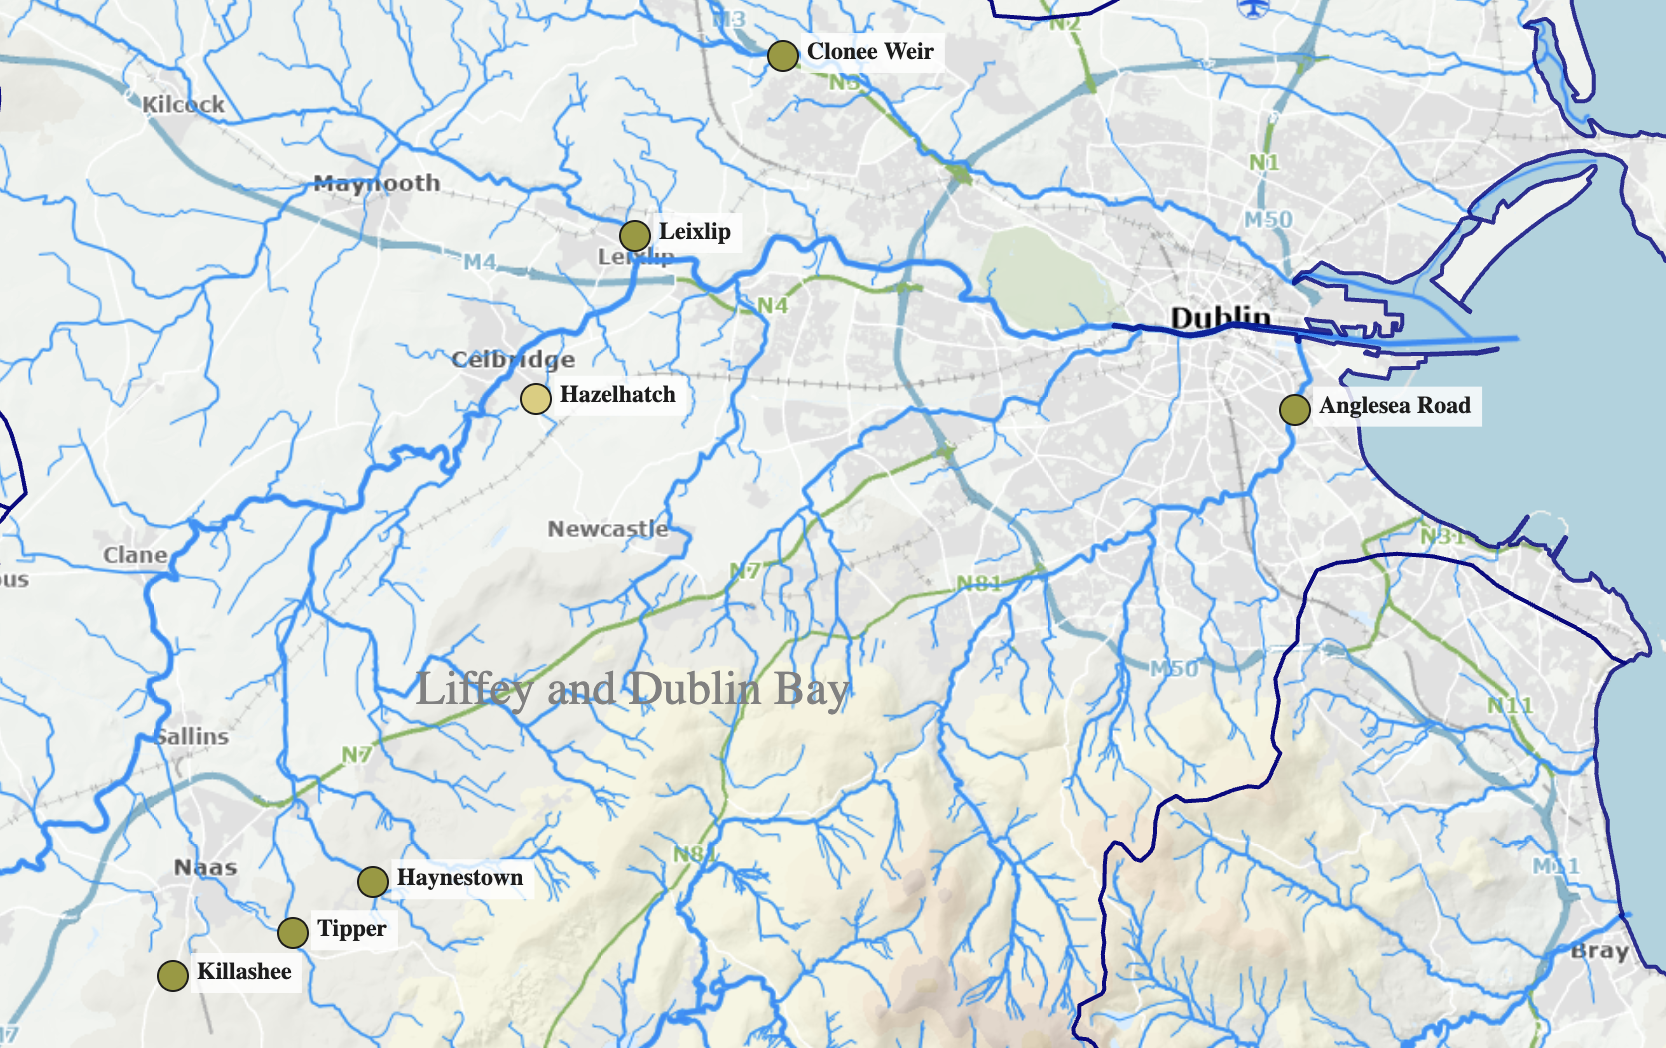 M3
N2
Clonee Weir
N3
Kilcock
N1
Maynooth
M50
Leixlip
Leixlip
M4
N4
Dublin
Celbridge
Hazelhatch
Anglesea Road
Newcastle
N31
Clane
N7
N81
M50
Liffey and Dublin Bay
N11
Sallins
N7
N81
Naas
M11
Haynestown
Tipper
Bray
Killashee